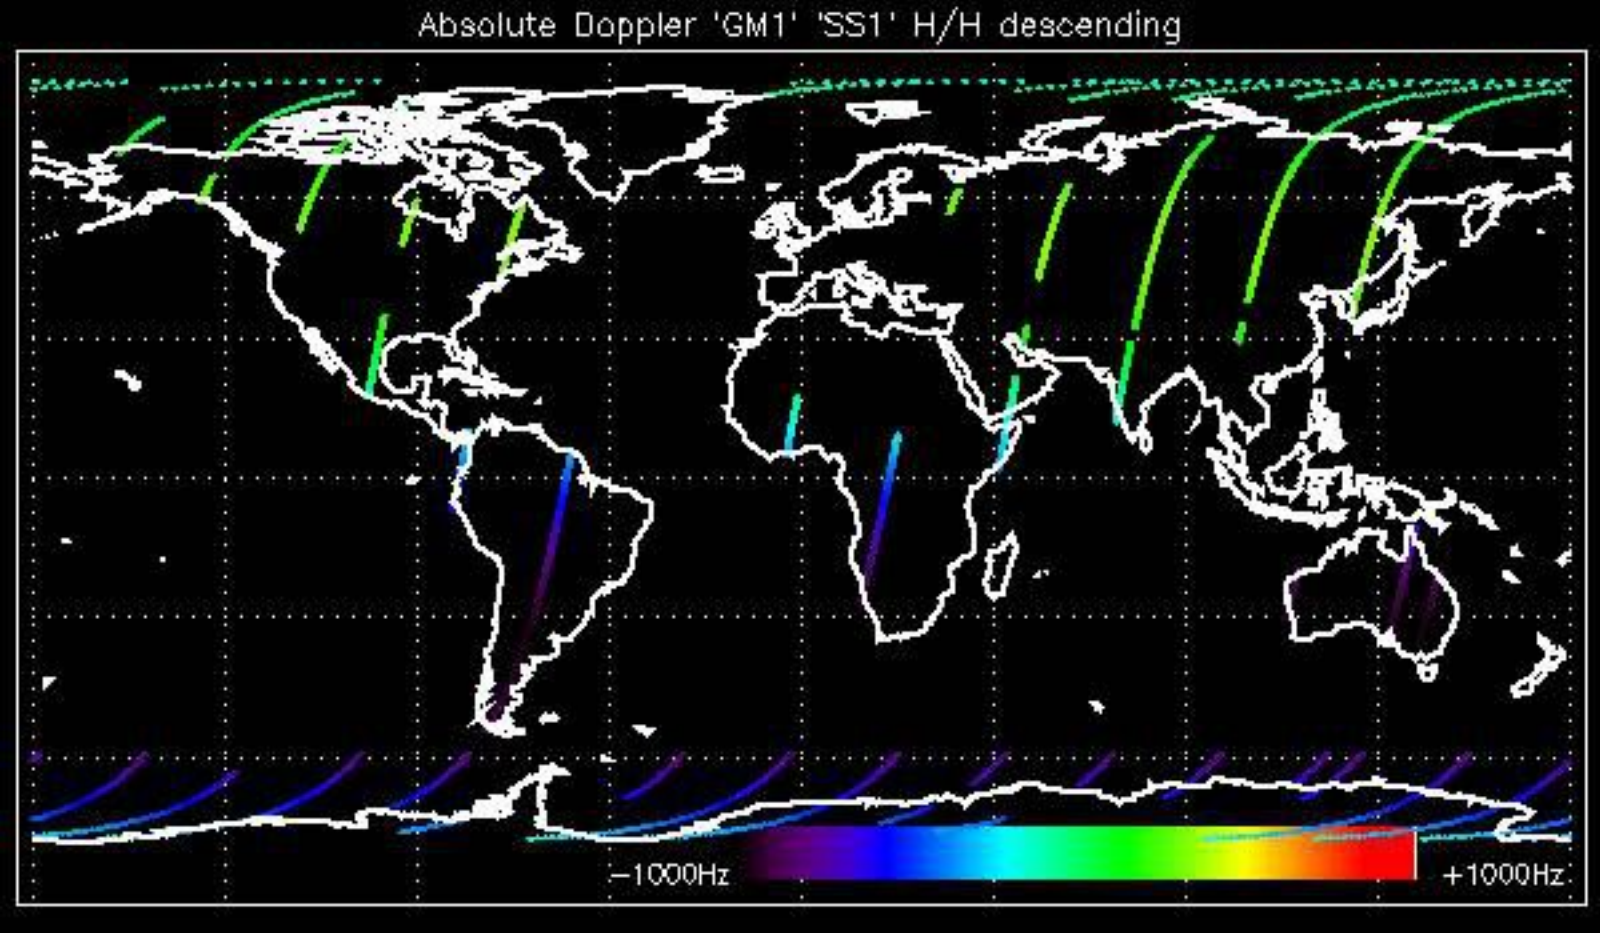 Absolute Doppler 'GM1' 'SS1' H/H descending
-1000Hz
+1000Hz